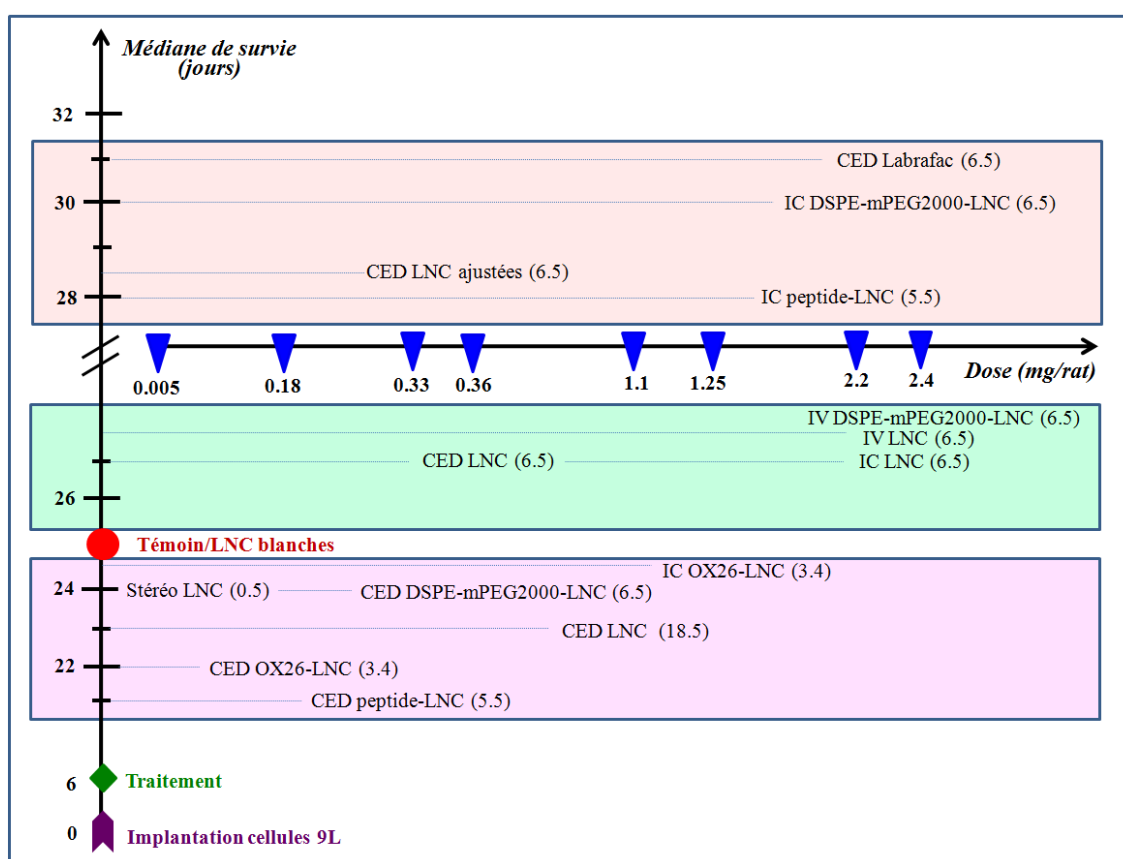 Médiane de survie
(jours)
32
CED Labrafac (6.5)
30
IC DSPE-mPEG2000-LNC (6.5)
CED LNC ajustées (6.5)
28
IC peptide-LNC (5.5)
0.005
0.18
0.33
0.36
1.1
1.25
2.2
2.4
Dose (mg/rat)
IV DSPE-mPEG2000-LNC (6.5)
IV LNC (6.5)
CED LNC (6.5)
IC LNC (6.5)
26
Témoin/LNC blanches
IC OX26-LNC (3.4)
24
Stéréo LNC (0.5)
CED DSPE-mPEG2000-LNC (6.5)
CED LNC (18.5)
22
CED OX26-LNC (3.4)
CED peptide-LNC (5.5)
6
Traitement
0
Implantation cellules 9L